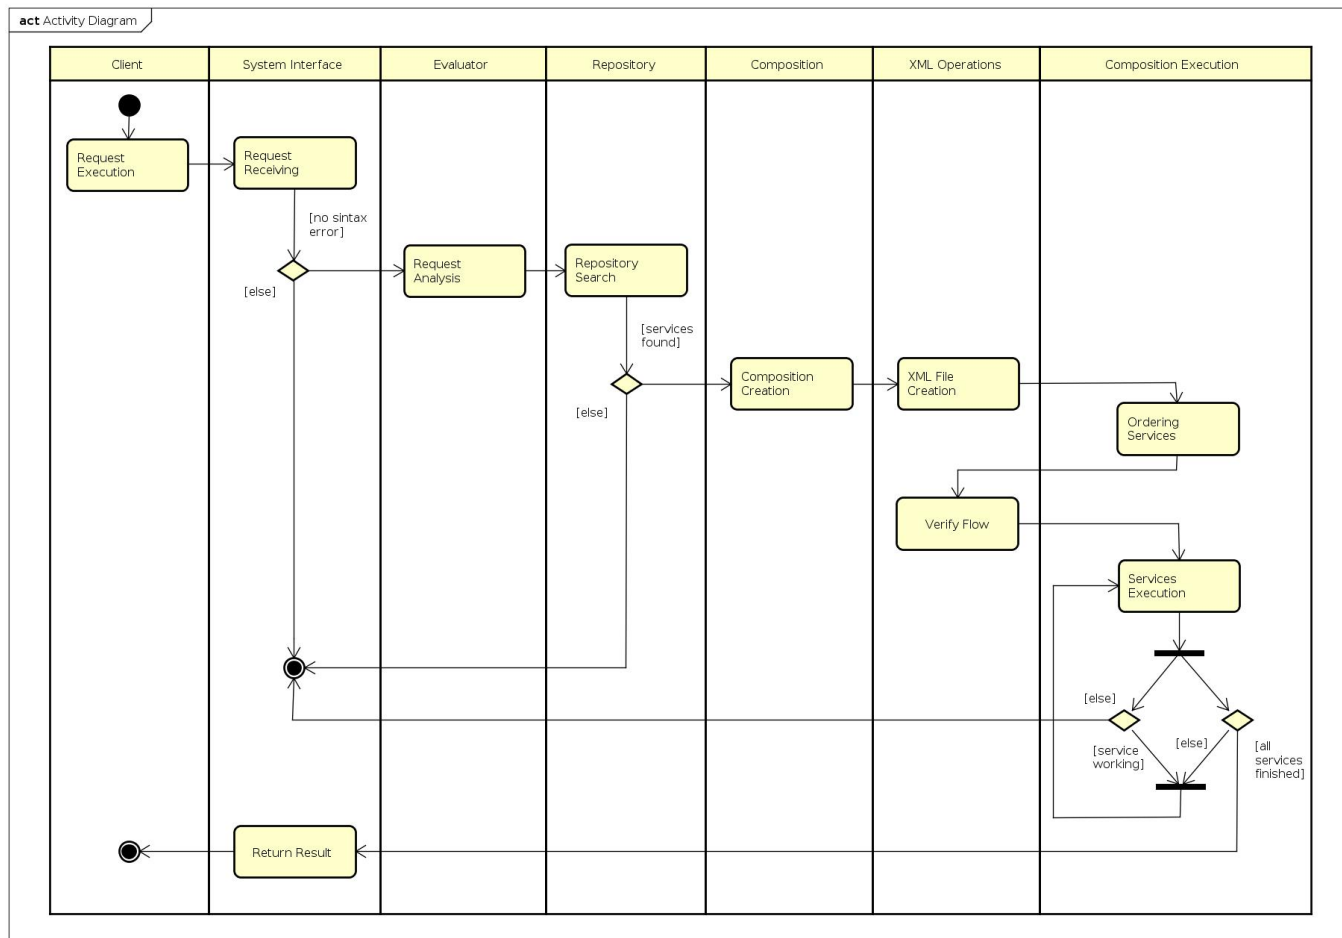 act Activity Diagram
Client
System Interface
Evaluator
Repository
Composition
XML Operations
Composition Execution
Request
Execution
Request
Receiving
[no sintax
error]
[else]
Request
Analysis
Repository
Search
[services
found]
[else]
Composition
Creation
XML File
Creation
Ordering
Services
Verify Flow
Services
Execution
[else]
[service
working]
[else]
[all
services
finished]
Return Result